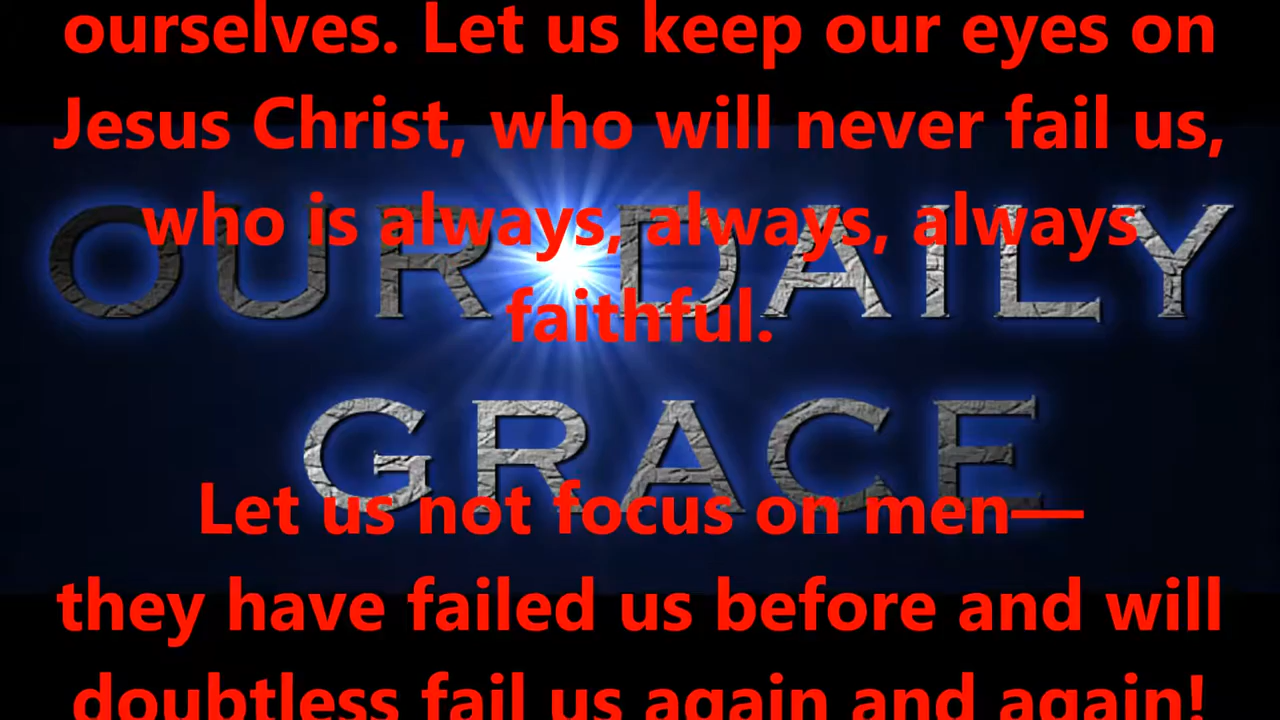 ourselves. Let us keep our eyes on
Jesus Christ, who will never fail us,
who is always, always, always
faithful.
OUR DAILY
GRACE
Let us not focus on men—
they have failed us before and will
doubtless fail us again and again!